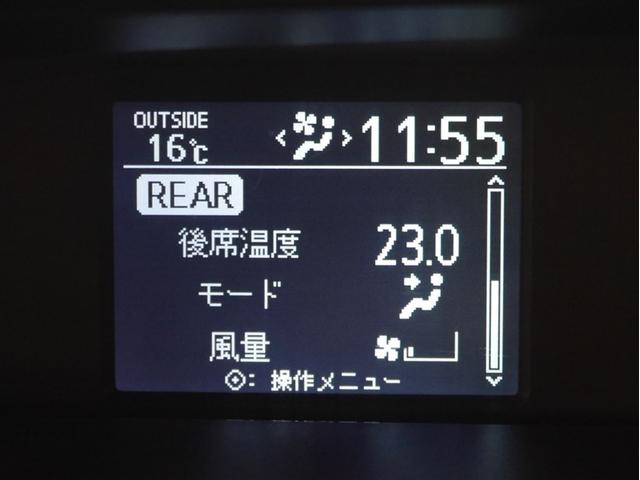 OUTSIDE 11:55
16℃
REAR
後席温度 23.0
モード
風量
: 操作メニュー